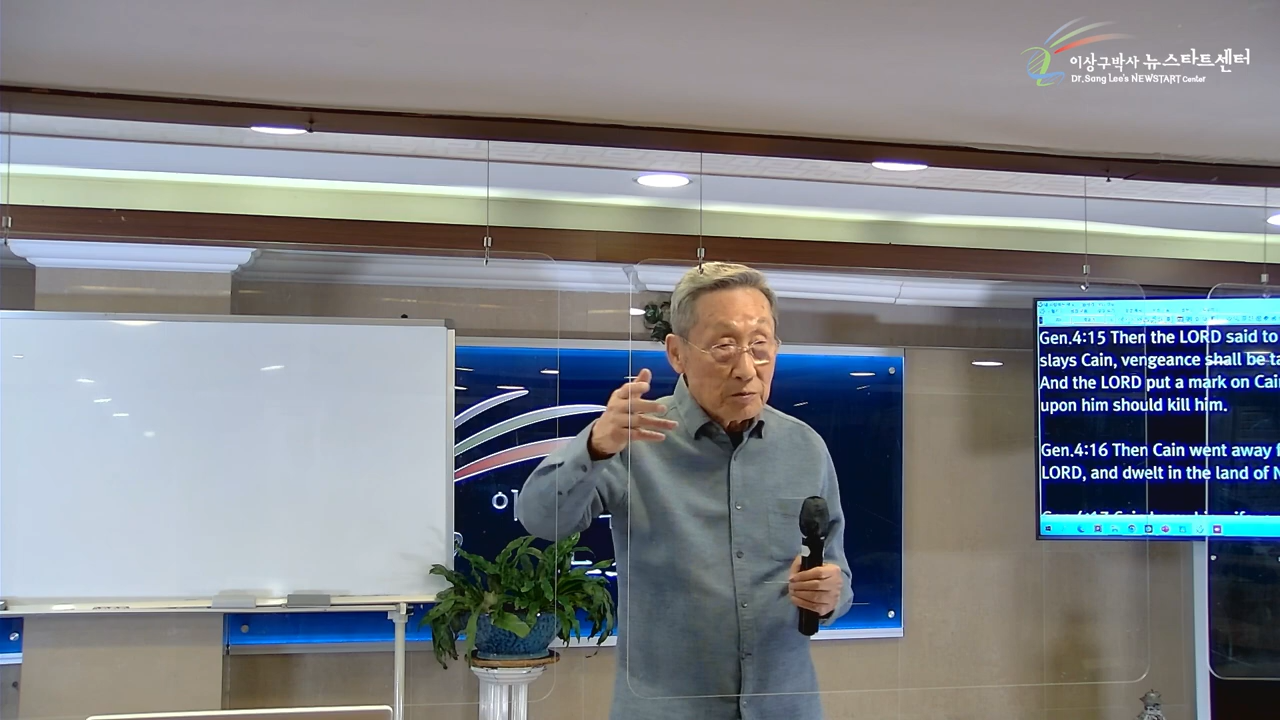 이상구박사 뉴스타트센터
Dr. Sang Lee's NEWSTART Center
Gen.4:15 Then the LORD said to
slays Cain, vengeance shall be ta
And the LORD put a mark on Cai
upon him should kill him.
Gen.4:16 Then Cain went away f
LORD, and dwelt in the land of N
이